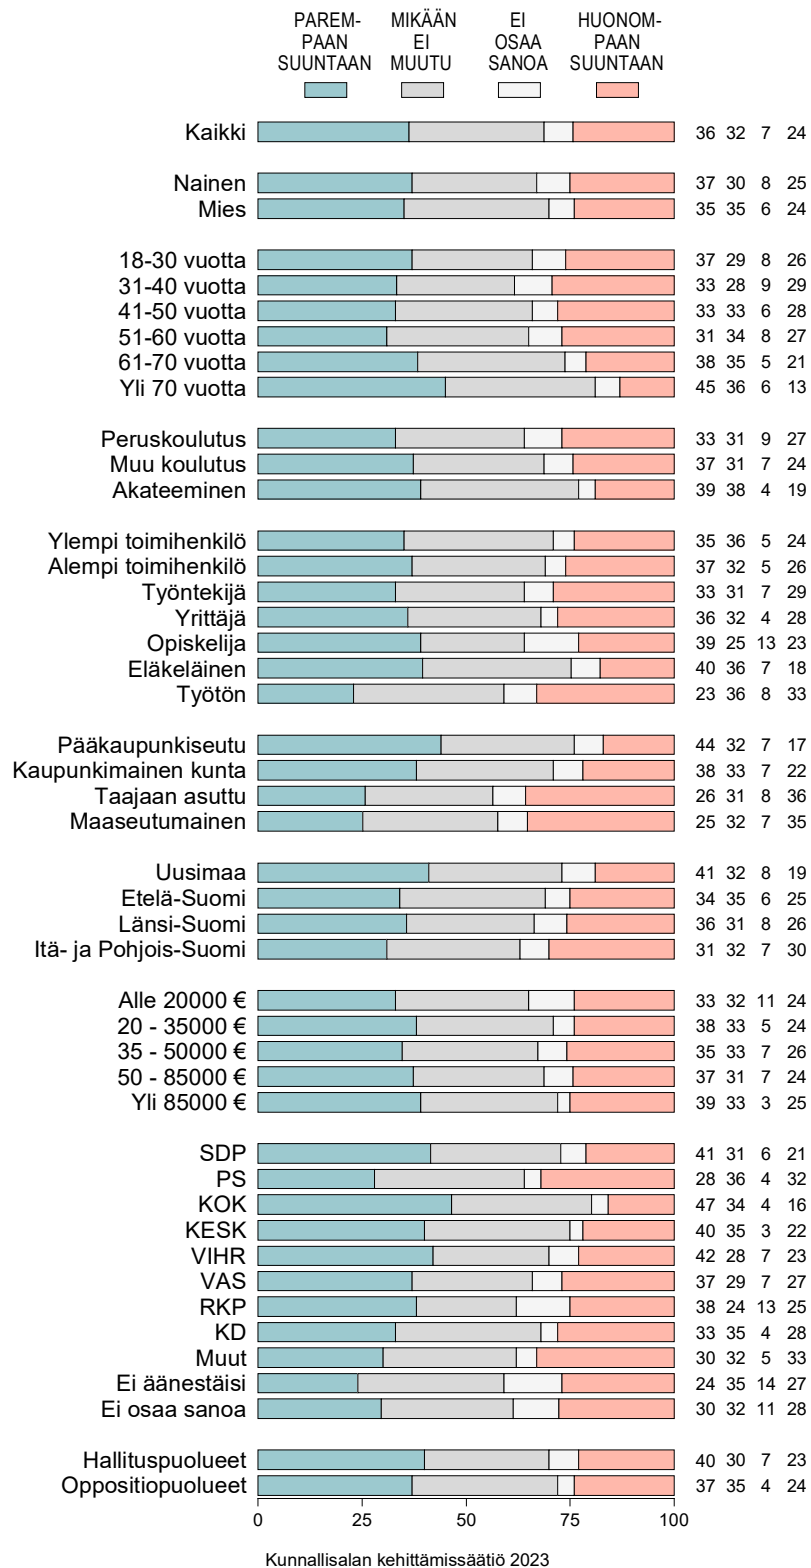 PAREM-
PAAN
SUUNTAAN
MIKÄÄN
EI
MUUTU
EI
OSAA
SANOA
HUONOM-
PAAN
SUUNTAAN
Kaikki 36 32 7 24
Nainen 37 30 8 25
Mies 35 35 6 24
18-30 vuotta 37 29 8 26
31-40 vuotta 33 28 9 29
41-50 vuotta 33 33 6 28
51-60 vuotta 31 34 8 27
61-70 vuotta 38 35 5 21
Yli 70 vuotta 45 36 6 13
Peruskoulutus 33 31 9 27
Muu koulutus 37 31 7 24
Akateeminen 39 38 4 19
Ylempi toimihenkilö 35 36 5 24
Alempi toimihenkilö 37 32 5 26
Työntekijä 33 31 7 29
Yrittäjä 36 32 4 28
Opiskelija 39 25 13 23
Eläkeläinen 40 36 7 18
Työtön 23 36 8 33
Pääkaupunkiseutu 44 32 7 17
Kaupunkimainen kunta 38 33 7 22
Taajaan asuttu 26 31 8 36
Maaseutumainen 25 32 7 35
Uusimaa 41 32 8 19
Etelä-Suomi 34 35 6 25
Länsi-Suomi 36 31 8 26
Itä- ja Pohjois-Suomi 31 32 7 30
Alle 20000 € 33 32 11 24
20 - 35000 € 38 33 5 24
35 - 50000 € 35 33 7 26
50 - 85000 € 37 31 7 24
Yli 85000 € 39 33 3 25
SDP 41 31 6 21
PS 28 36 4 32
KOK 47 34 4 16
KESK 40 35 3 22
VIHR 42 28 7 23
VAS 37 29 7 27
RKP 38 24 13 25
KD 33 35 4 28
Muut 30 32 5 33
Ei äänestäisi 24 35 14 27
Ei osaa sanoa 30 32 11 28
Hallituspuolueet 40 30 7 23
Oppositiopuolueet 37 35 4 24
0 25 50 75 100
Kunnallisalan kehittämissäätiö 2023